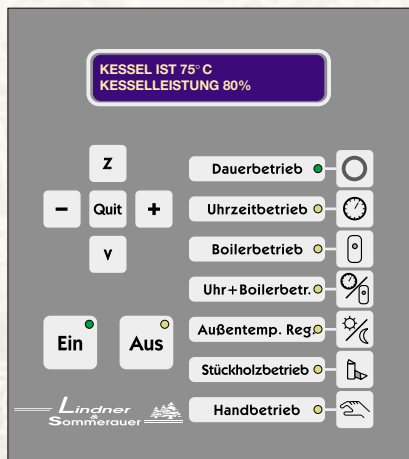 KESSEL IST 75°C
KESSELLEISTUNG 80%
Z
Dauerbetrieb
−
Quit
+
Uhrzeitbetrieb
V
Boilerbetrieb
Uhr+Boilerbetr.
Ein
Aus
Außentemp. Reg.
Stückholzbetrieb
Handbetrieb
Lindner
&
Sommerauer